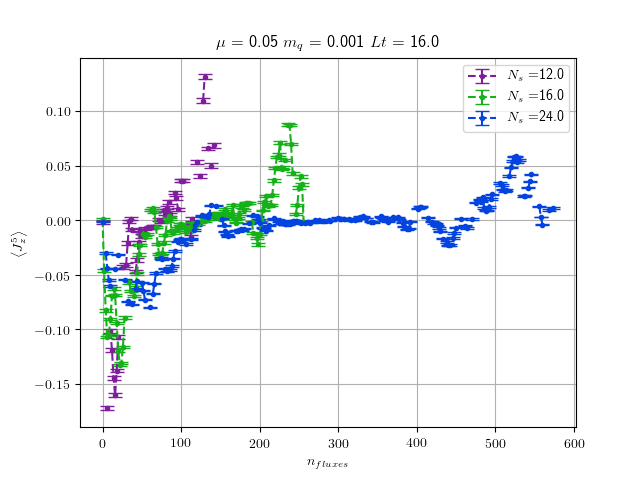 μ = 0.05 m_q = 0.001 Lt = 16.0
N_s =12.0
N_s =16.0
N_s =24.0
0.10
0.05
0.00
−0.05
−0.10
−0.15
⟨J_z^5⟩
0 100 200 300 400 500 600
n_fluxes